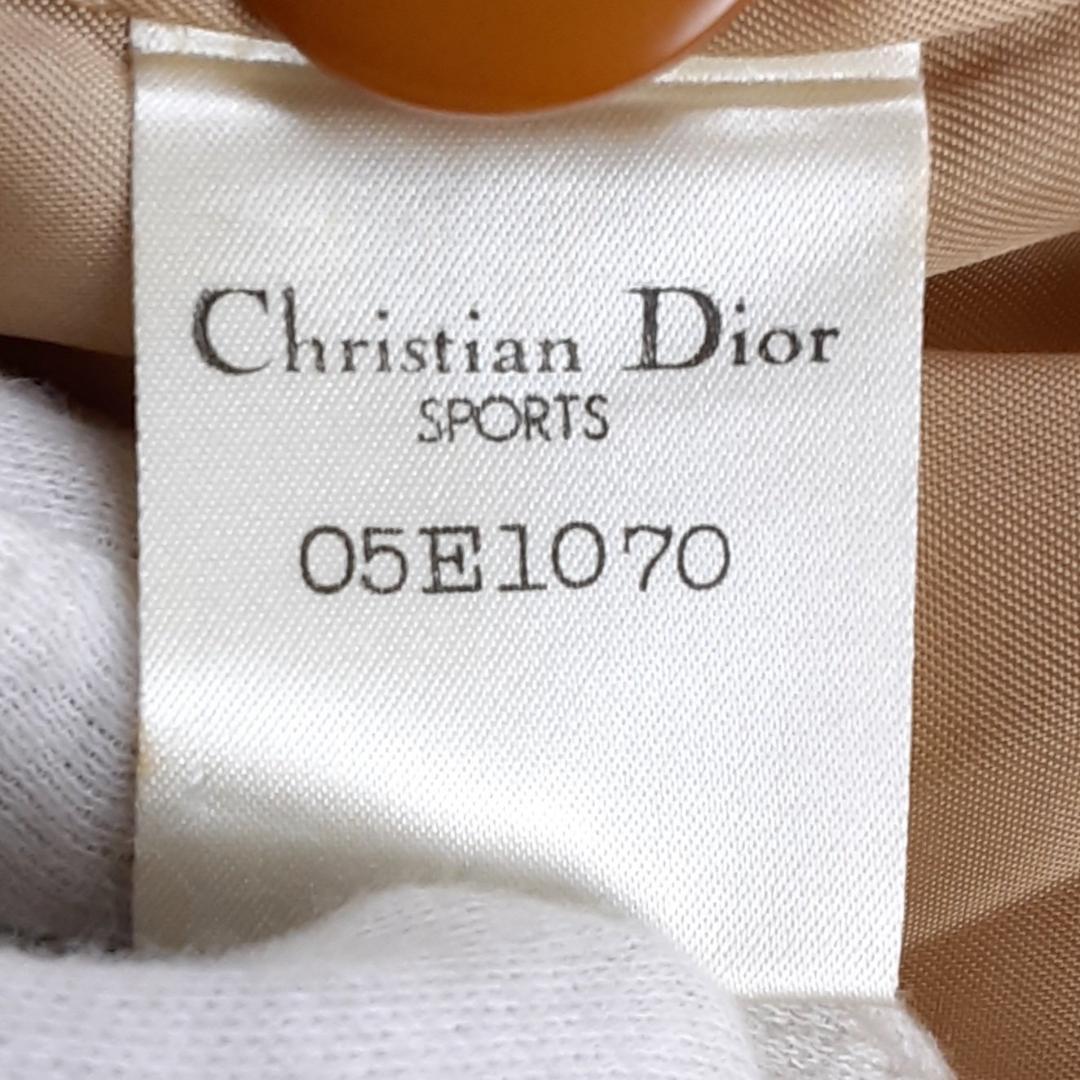 Christian Dior
SPORTS
05E1070